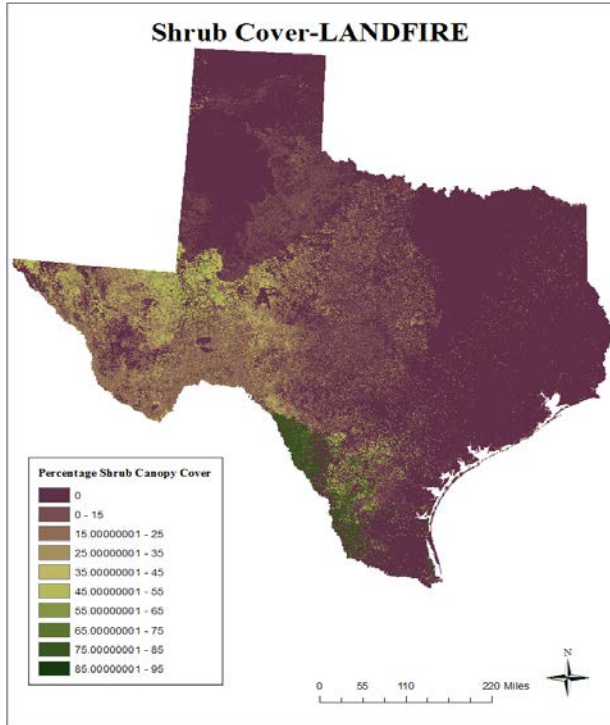 Shrub Cover-LANDFIRE
Percentage Shrub Canopy Cover
0
0 - 15
15.00000001 - 25
25.00000001 - 35
35.00000001 - 45
45.00000001 - 55
55.00000001 - 65
65.00000001 - 75
75.00000001 - 85
85.00000001 - 95
N
0 55 110 220 Miles